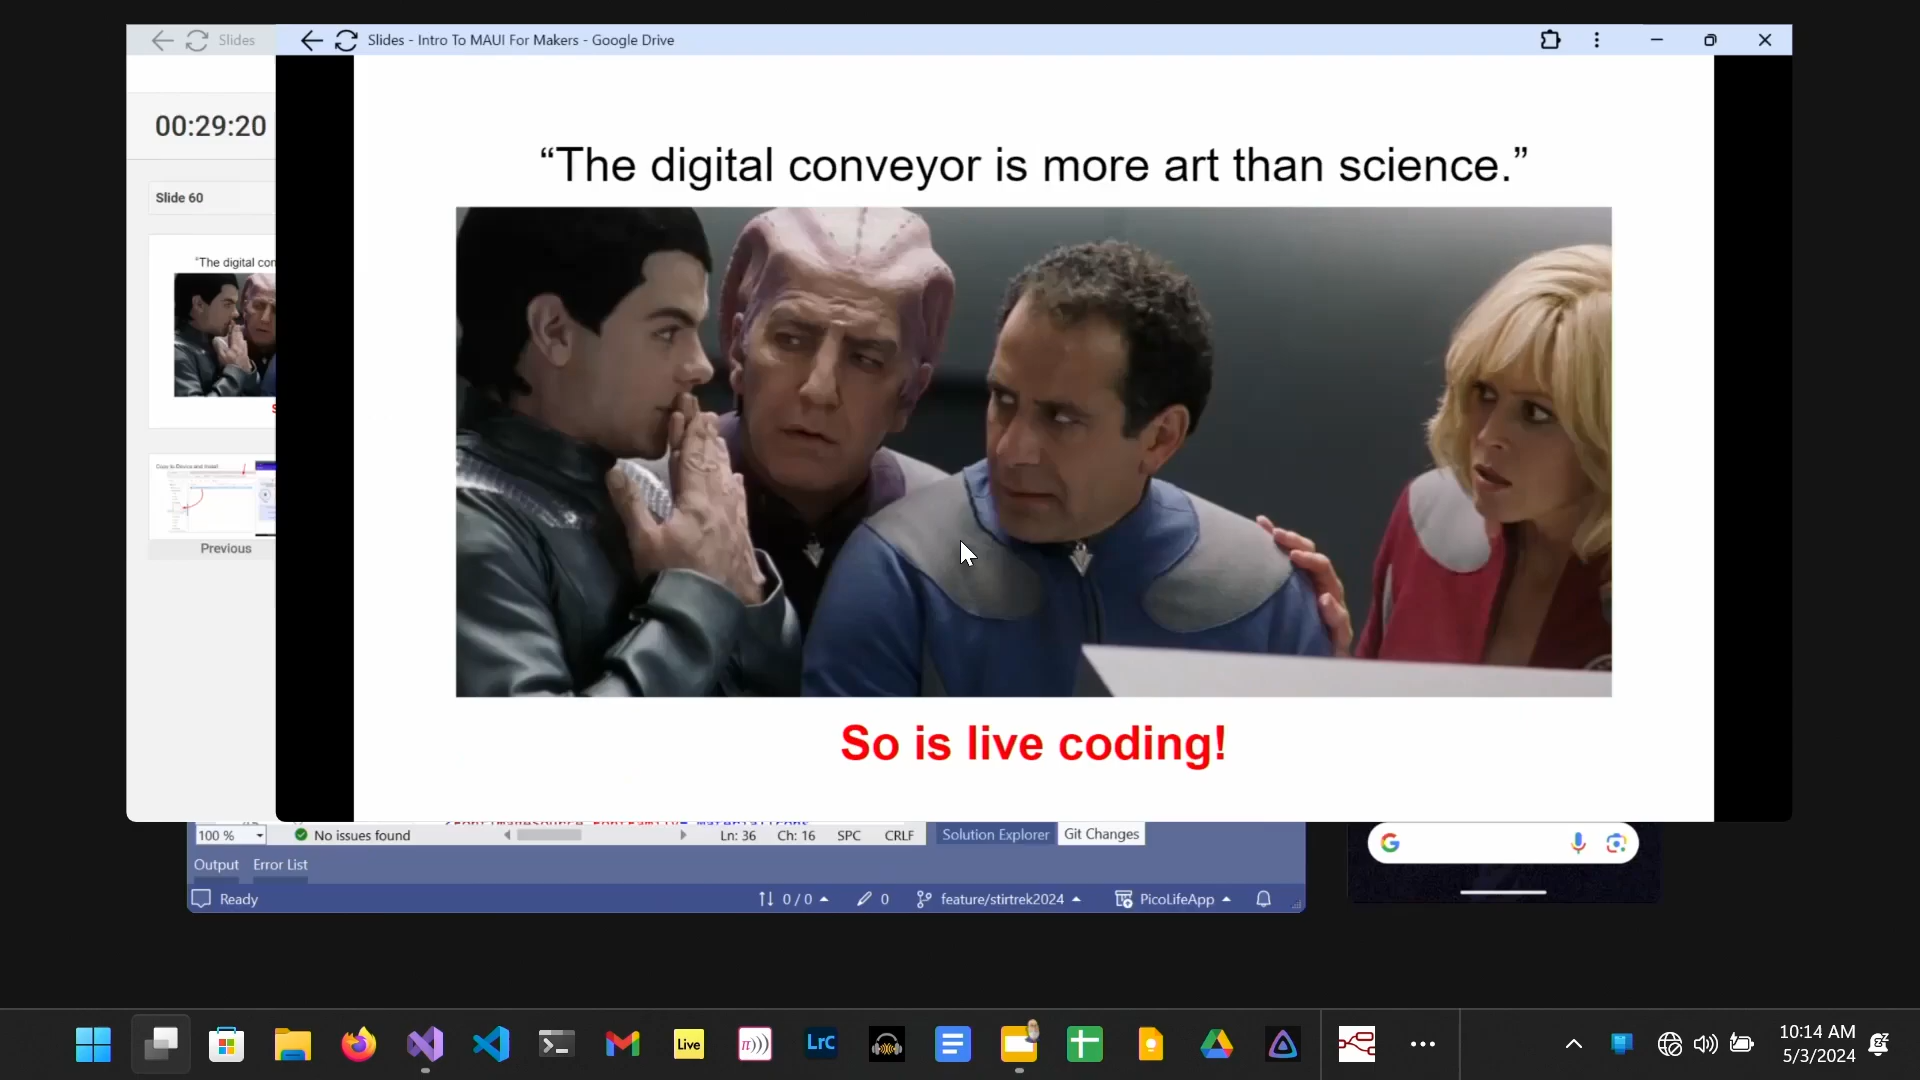 Slides
Slides - Intro To MAUI For Makers - Google Drive
00:29:20
Slide 60
"The digital con
Previous
“The digital conveyor is more art than science.”
So is live coding!
100 %
No issues found
Ln: 36
Ch: 16
SPC
CRLF
Solution Explorer
Git Changes
Output
Error List
Ready
0 / 0
0
feature/stirtrek2024
PicoLifeApp
Live
π)))
LrC
10:14 AM
5/3/2024